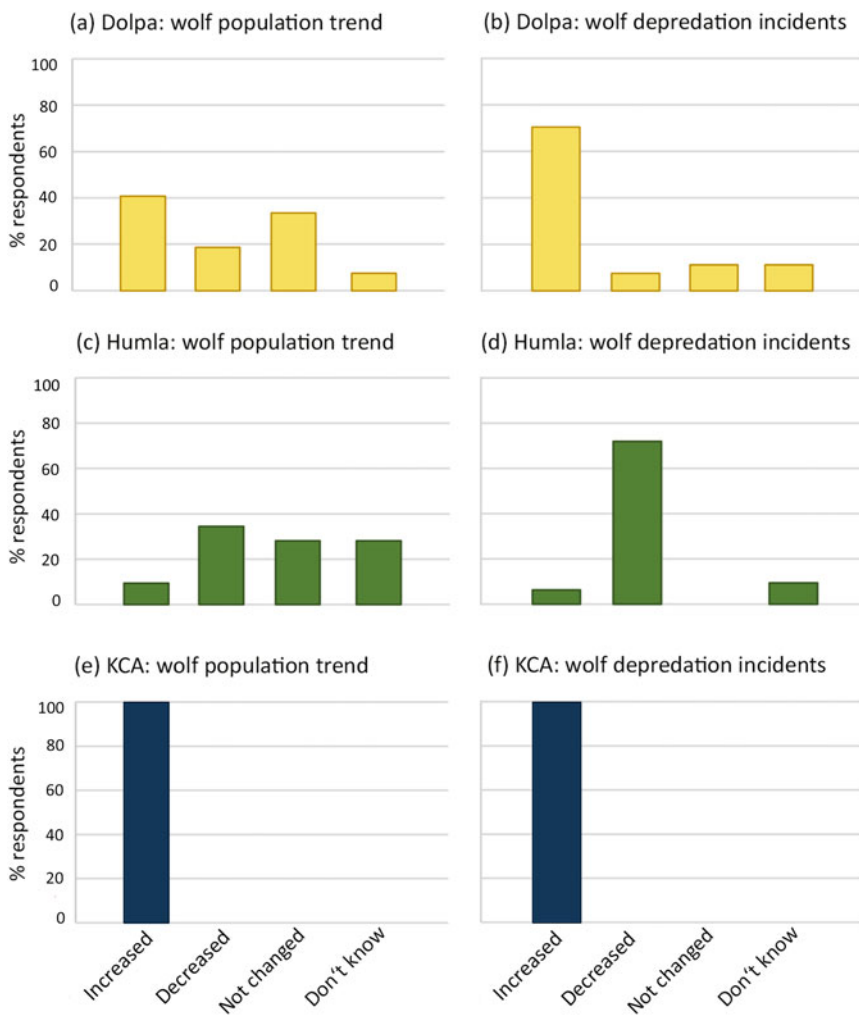 (a) Dolpa: wolf population trend
(b) Dolpa: wolf depredation incidents
% respondents
100
80
60
40
20
0
(c) Humla: wolf population trend
(d) Humla: wolf depredation incidents
% respondents
100
80
60
40
20
0
(e) KCA: wolf population trend
(f) KCA: wolf depredation incidents
% respondents
100
80
60
40
20
0
Increased
Decreased
Not changed
Don't know
Increased
Decreased
Not changed
Don't know